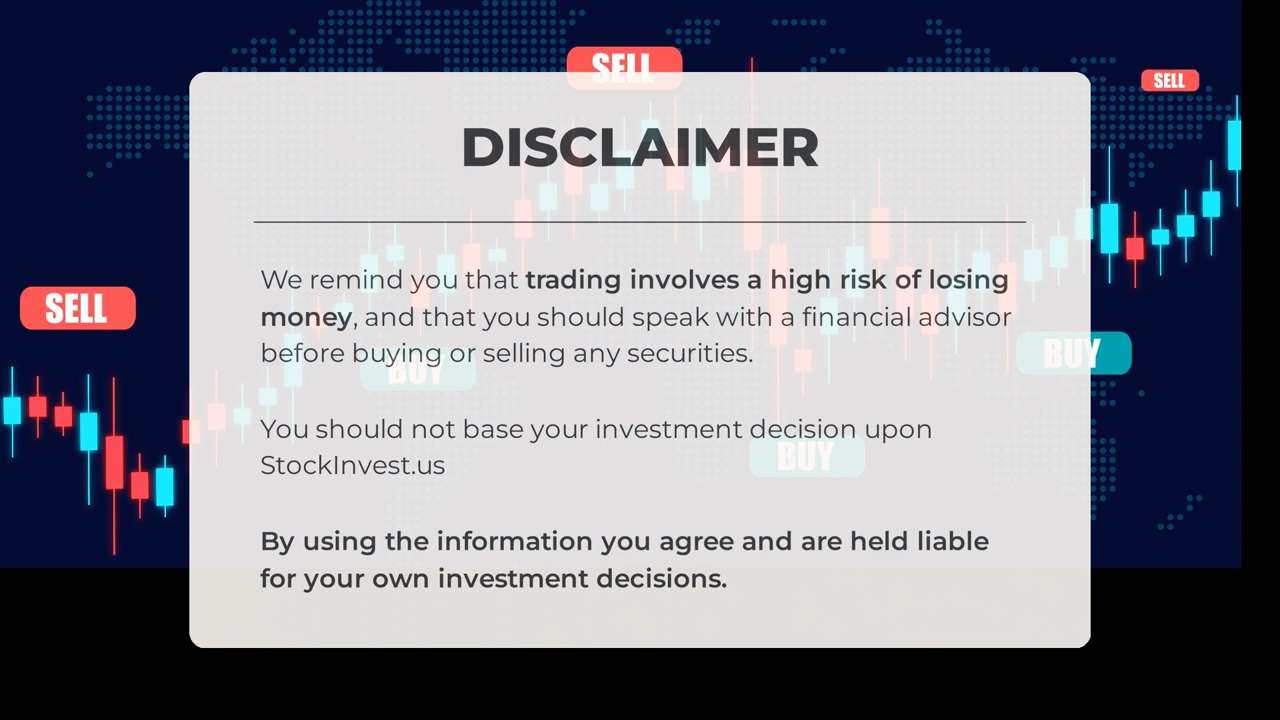 SELL
SELL
DISCLAIMER
We remind you that trading involves a high risk of losing
money, and that you should speak with a financial advisor
before buying or selling any securities.
SELL
BUY
BUY
You should not base your investment decision upon
StockInvest.us
BUY
By using the information you agree and are held liable
for your own investment decisions.